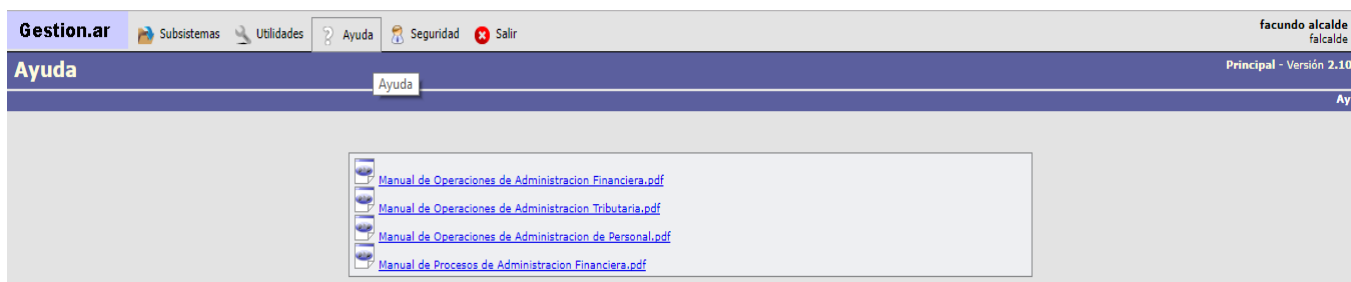 Gestion.ar Subsistemas Utilidades Ayuda Seguridad Salir facundo alcalde
falcalde
Ayuda Principal - Versión 2.10
Ayuda
Ay
Manual de Operaciones de Administracion Financiera.pdf
Manual de Operaciones de Administracion Tributaria.pdf
Manual de Operaciones de Administracion de Personal.pdf
Manual de Procesos de Administracion Financiera.pdf